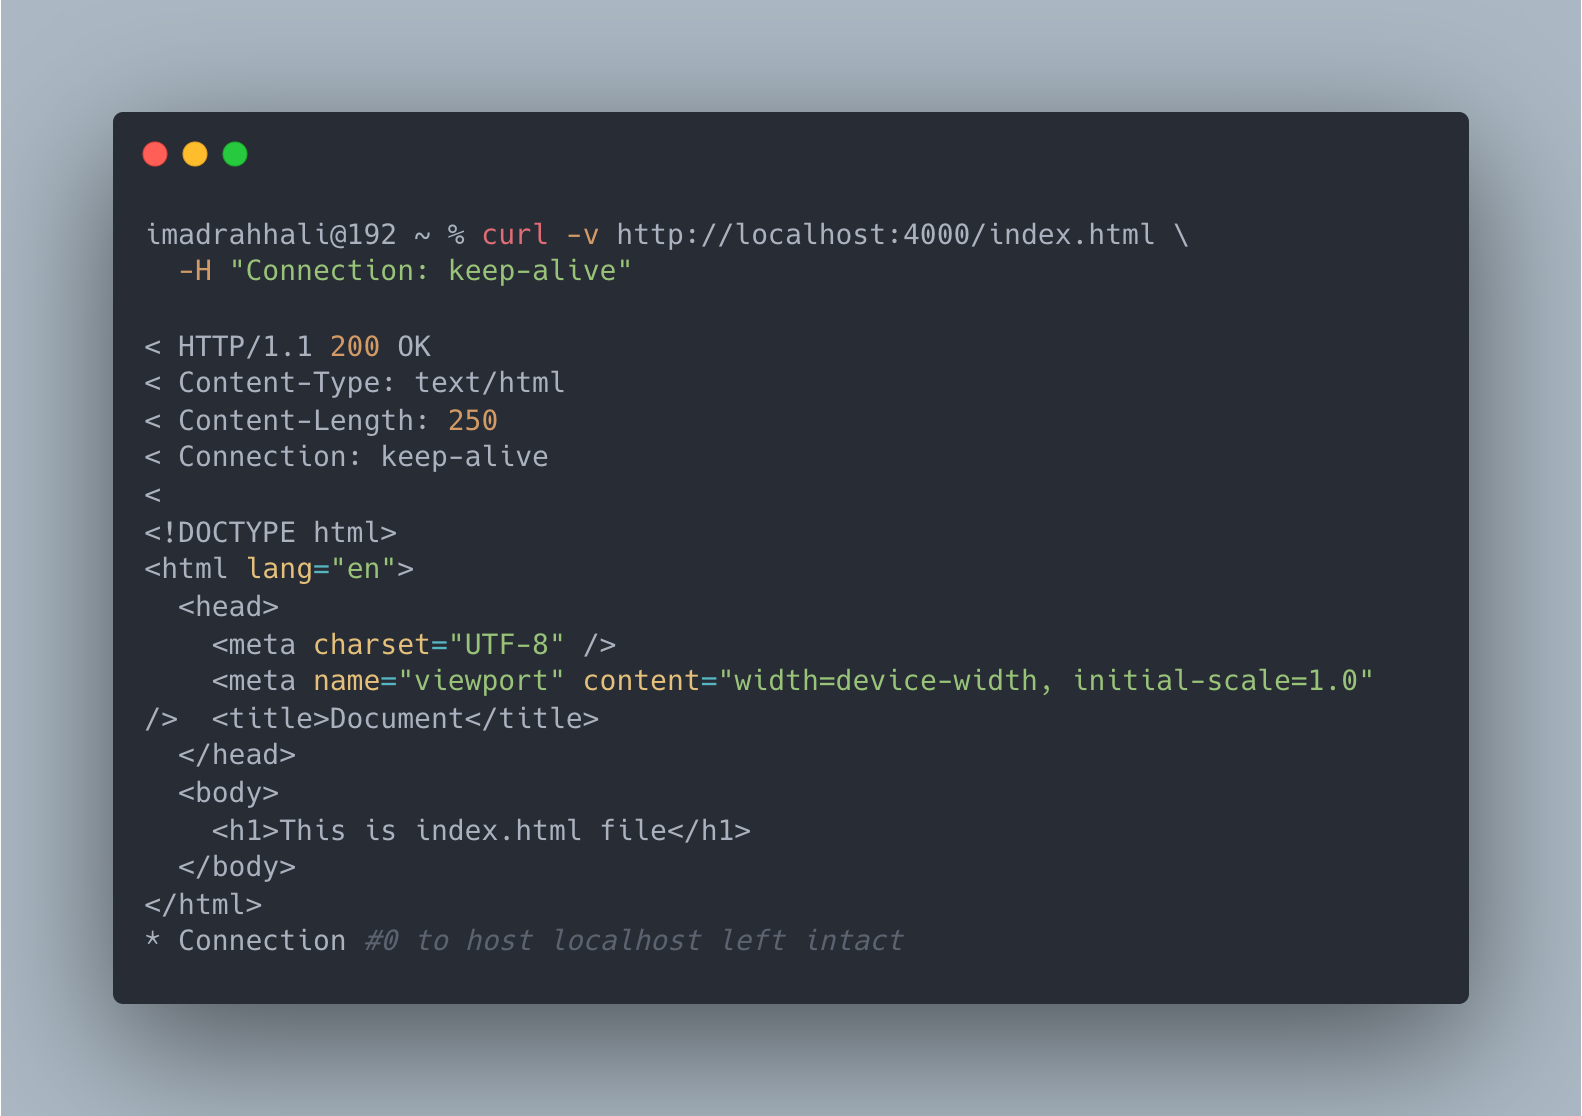 imadrahhali@192 ~ % curl -v http://localhost:4000/index.html \
  -H "Connection: keep-alive"

< HTTP/1.1 200 OK
< Content-Type: text/html
< Content-Length: 250
< Connection: keep-alive
<
<!DOCTYPE html>
<html lang="en">
  <head>
    <meta charset="UTF-8" />
    <meta name="viewport" content="width=device-width, initial-scale=1.0"
/>  <title>Document</title>
  </head>
  <body>
    <h1>This is index.html file</h1>
  </body>
</html>
* Connection #0 to host localhost left intact